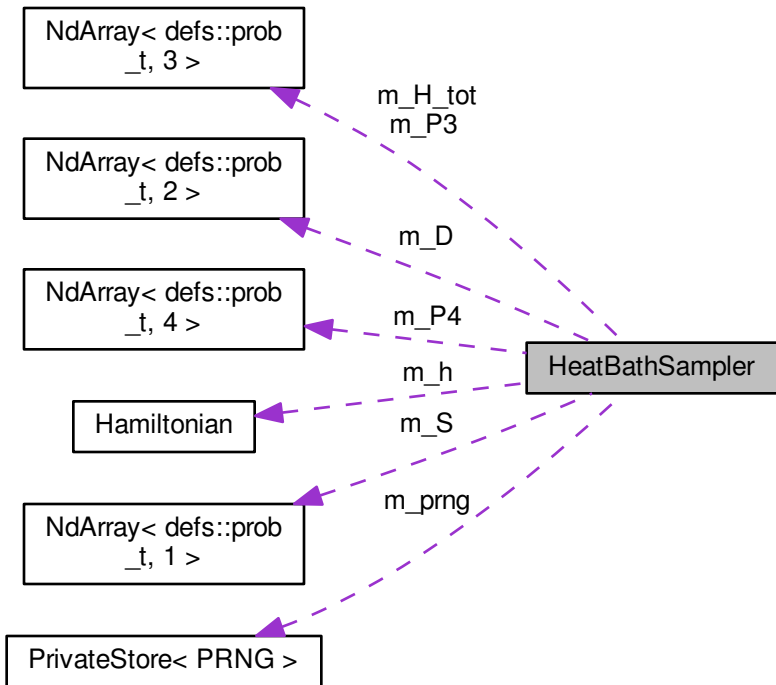 NdArray< defs::prob
_t, 3 >
m_H_tot
m_P3
NdArray< defs::prob
_t, 2 >
m_D
NdArray< defs::prob
_t, 4 >
m_P4
HeatBathSampler
m_h
Hamiltonian
m_S
NdArray< defs::prob
_t, 1 >
m_prng
PrivateStore< PRNG >